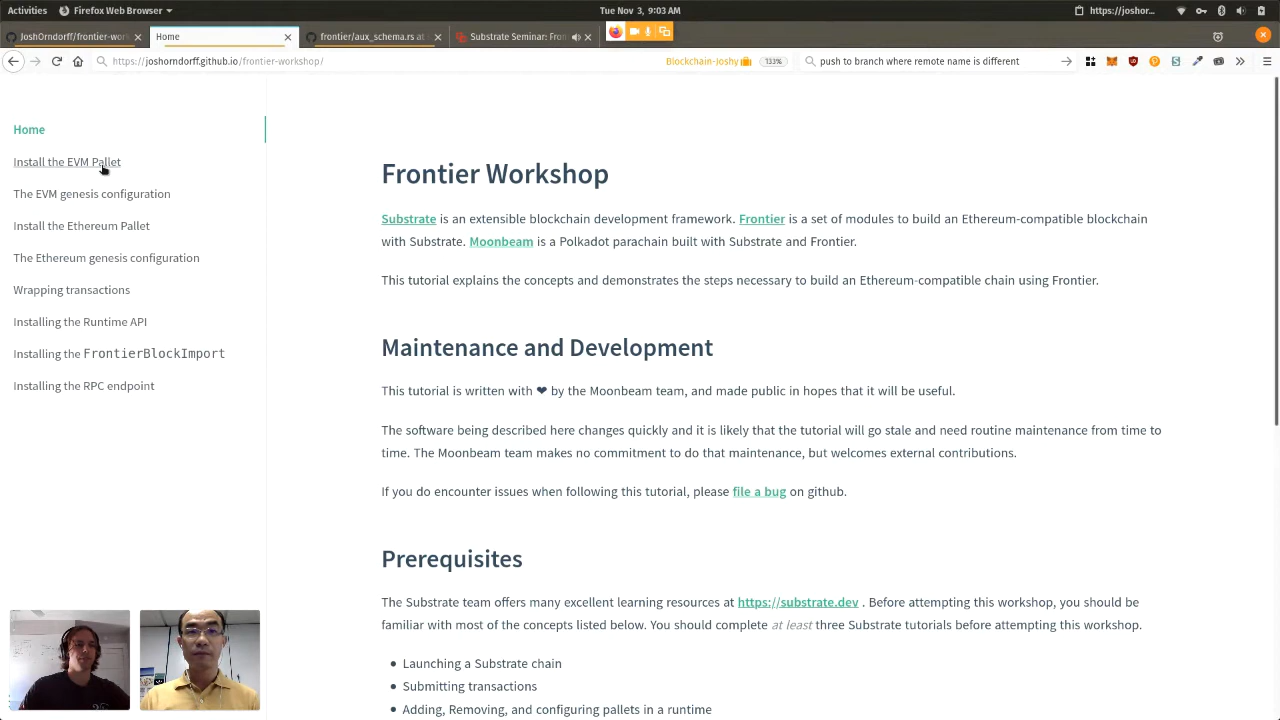 Activities
Firefox Web Browser
Tue Nov 3, 9:03 AM
https://joshor...
JoshOrndorff/frontier-work
Home
frontier/aux_schema.rs at
Substrate Seminar: Fron
https://joshorndorff.github.io/frontier-workshop/
Blockchain-Joshy
133%
push to branch where remote name is different
Home
Install the EVM Pallet
The EVM genesis configuration
Install the Ethereum Pallet
The Ethereum genesis configuration
Wrapping transactions
Installing the Runtime API
Installing the FrontierBlockImport
Installing the RPC endpoint
Frontier Workshop
Substrate is an extensible blockchain development framework. Frontier is a set of modules to build an Ethereum-compatible blockchain
with Substrate. Moonbeam is a Polkadot parachain built with Substrate and Frontier.
This tutorial explains the concepts and demonstrates the steps necessary to build an Ethereum-compatible chain using Frontier.
Maintenance and Development
This tutorial is written with ❤ by the Moonbeam team, and made public in hopes that it will be useful.
The software being described here changes quickly and it is likely that the tutorial will go stale and need routine maintenance from time to
time. The Moonbeam team makes no commitment to do that maintenance, but welcomes external contributions.
If you do encounter issues when following this tutorial, please file a bug on github.
Prerequisites
The Substrate team offers many excellent learning resources at https://substrate.dev . Before attempting this workshop, you should be
familiar with most of the concepts listed below. You should complete at least three Substrate tutorials before attempting this workshop.
● Launching a Substrate chain
● Submitting transactions
● Adding, Removing, and configuring pallets in a runtime